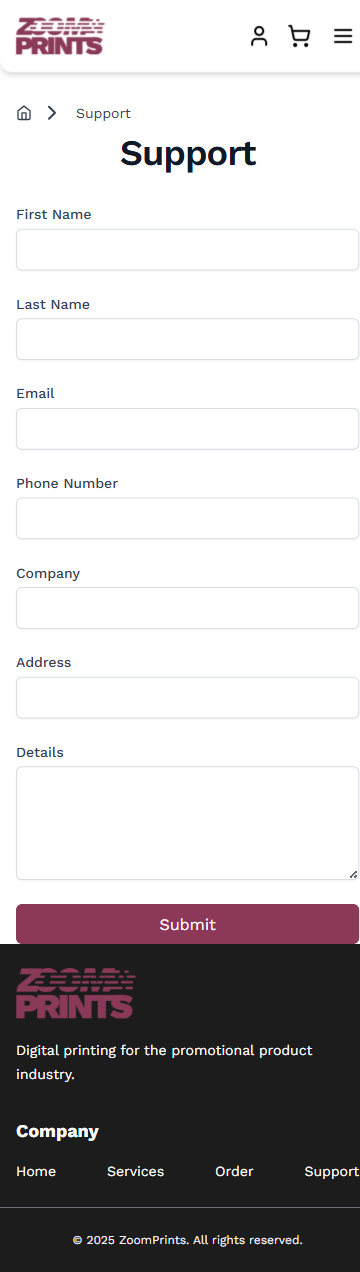 ZOOM
PRINTS
Support
Support
First Name
Last Name
Email
Phone Number
Company
Address
Details
Submit
ZOOM
PRINTS
Digital printing for the promotional product
industry.
Company
Home Services Order Support
© 2025 ZoomPrints. All rights reserved.